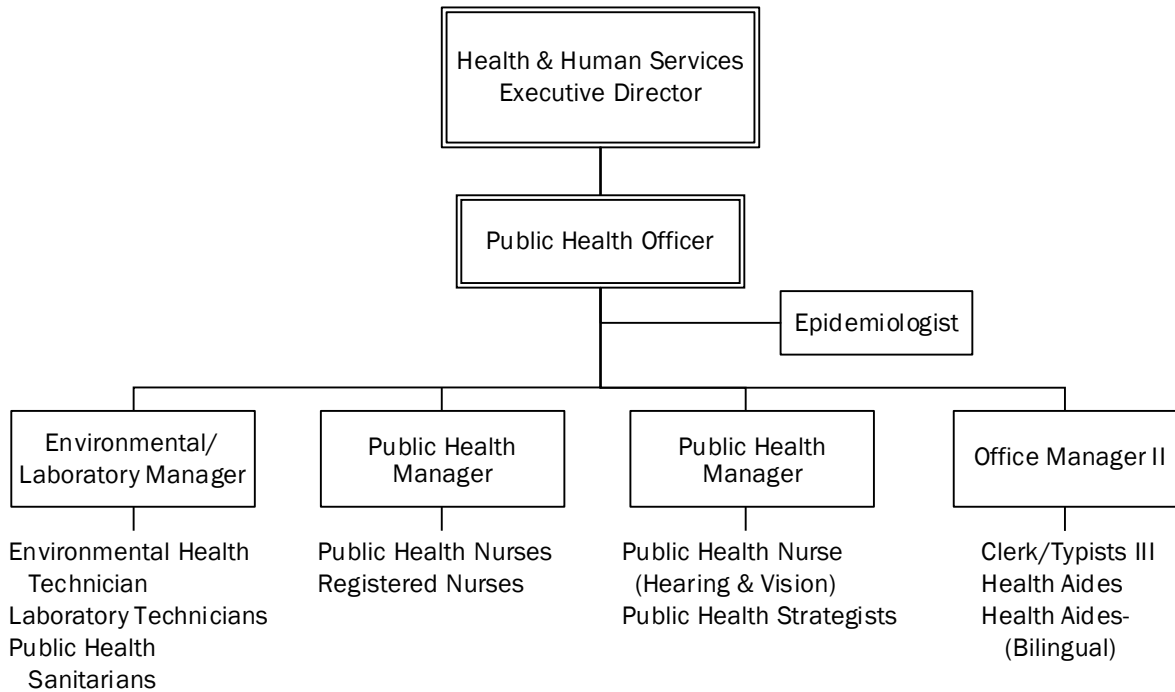 Health & Human Services
Executive Director
Public Health Officer
Epidemiologist
Environmental/
Laboratory Manager
Public Health
Manager
Public Health
Manager
Office Manager II
Environmental Health
Technician
Laboratory Technicians
Public Health
Sanitarians
Public Health Nurses
Registered Nurses
Public Health Nurse
(Hearing & Vision)
Public Health Strategists
Clerk/Typists III
Health Aides
Health Aides-
(Bilingual)